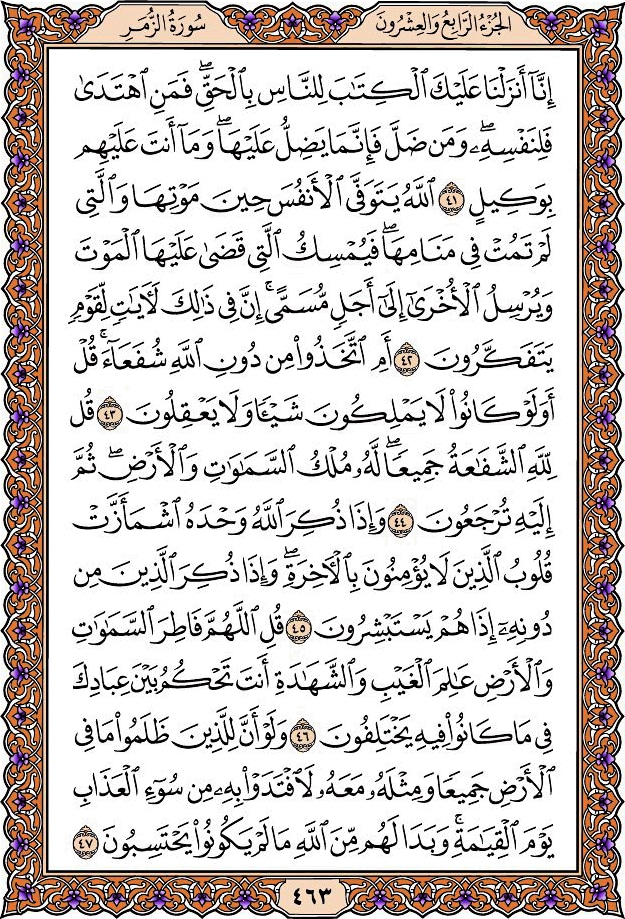 سُورَةُ الزُّمَرِ
الجُزْءُ الرَّابِعُ وَالعِشْرُونَ
إِنَّآ أَنزَلْنَا عَلَيْكَ ٱلْكِتَٰبَ لِلنَّاسِ بِٱلْحَقِّۖ فَمَنِ ٱهْتَدَىٰ
فَلِنَفْسِهِۦۖ وَمَن ضَلَّ فَإِنَّمَا يَضِلُّ عَلَيْهَاۖ وَمَآ أَنتَ عَلَيْهِم
بِوَكِيلٍ ٤١ ٱللَّهُ يَتَوَفَّى ٱلْأَنفُسَ حِينَ مَوْتِهَا وَٱلَّتِى
لَمْ تَمُتْ فِى مَنَامِهَاۖ فَيُمْسِكُ ٱلَّتِى قَضَىٰ عَلَيْهَا ٱلْمَوْتَ
وَيُرْسِلُ ٱلْأُخْرَىٰٓ إِلَىٰٓ أَجَلٍ مُّسَمًّىۚ إِنَّ فِى ذَٰلِكَ لَءَايَٰتٍ لِّقَوْمٍ
يَتَفَكَّرُونَ ٤٢ أَمِ ٱتَّخَذُوا۟ مِن دُونِ ٱللَّهِ شُفَعَآءَۚ قُلْ
أَوَلَوْ كَانُوا۟ لَا يَمْلِكُونَ شَيْـًٔا وَلَا يَعْقِلُونَ ٤٣ قُل
لِّلَّهِ ٱلشَّفَٰعَةُ جَمِيعًاۖ لَّهُۥ مُلْكُ ٱلسَّمَٰوَٰتِ وَٱلْأَرْضِۖ ثُمَّ
إِلَيْهِ تُرْجَعُونَ ٤٤ وَإِذَا ذُكِرَ ٱللَّهُ وَحْدَهُ ٱشْمَأَزَّتْ
قُلُوبُ ٱلَّذِينَ لَا يُؤْمِنُونَ بِٱلْءَاخِرَةِۖ وَإِذَا ذُكِرَ ٱلَّذِينَ مِن
دُونِهِۦٓ إِذَا هُمْ يَسْتَبْشِرُونَ ٤٥ قُلِ ٱللَّهُمَّ فَاطِرَ ٱلسَّمَٰوَٰتِ
وَٱلْأَرْضِ عَٰلِمَ ٱلْغَيْبِ وَٱلشَّهَٰدَةِ أَنتَ تَحْكُمُ بَيْنَ عِبَادِكَ
فِى مَا كَانُوا۟ فِيهِ يَخْتَلِفُونَ ٤٦ وَلَوْ أَنَّ لِلَّذِينَ ظَلَمُوا۟ مَا فِى
ٱلْأَرْضِ جَمِيعًا وَمِثْلَهُۥ مَعَهُۥ لَٱفْتَدَوْا۟ بِهِۦ مِن سُوٓءِ ٱلْعَذَابِ
يَوْمَ ٱلْقِيَٰمَةِۚ وَبَدَا لَهُم مِّنَ ٱللَّهِ مَا لَمْ يَكُونُوا۟ يَحْتَسِبُونَ ٤٧
٤٦٣